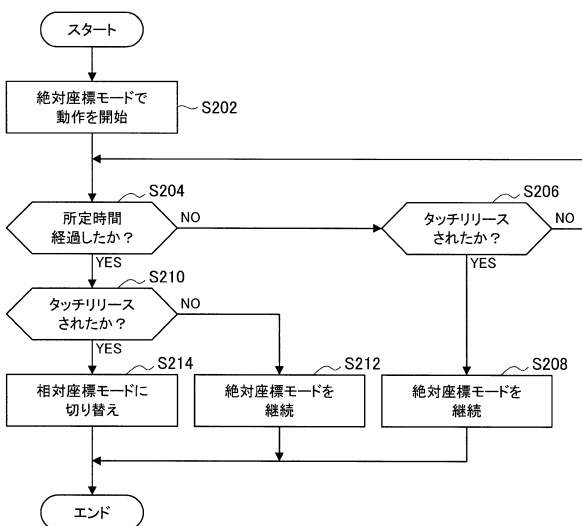 スタート
絶対座標モードで
動作を開始
S202
S204
所定時間
経過したか？
NO
YES
S206
タッチリリース
されたか？
NO
YES
S210
タッチリリース
されたか？
NO
YES
S214
相対座標モードに
切り替え
S212
絶対座標モードを
継続
S208
絶対座標モードを
継続
エンド